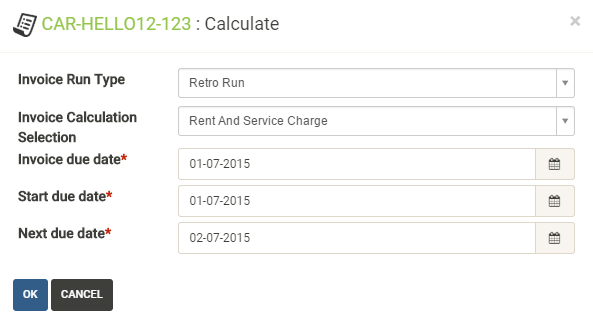 CAR-HELLO12-123 : Calculate ×
Invoice Run Type Retro Run
Invoice Calculation Selection Rent And Service Charge
Invoice due date* 01-07-2015
Start due date* 01-07-2015
Next due date* 02-07-2015
OK CANCEL